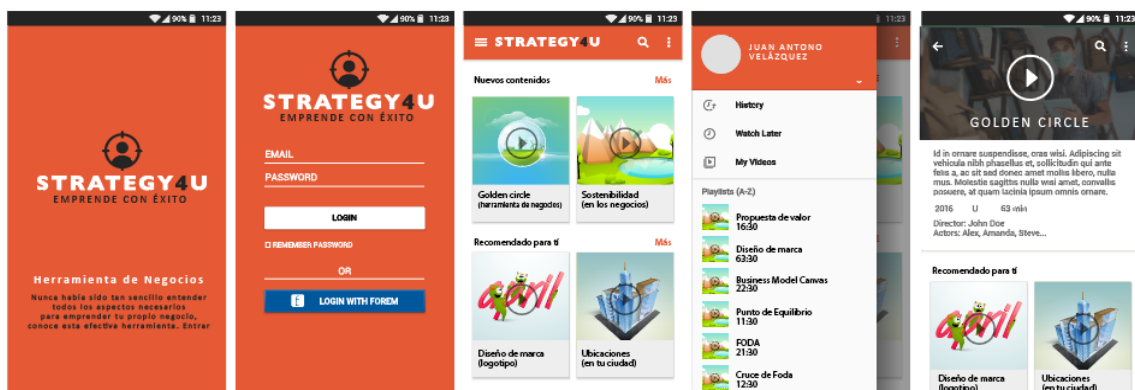 90% 11:23
STRATEGY4U
EMPRENDE CON ÉXITO
Herramienta de Negocios
Nunca había sido tan sencillo entender
todos los aspectos necesarios
para emprender tu propio negocio,
conoce esta efectiva herramienta. Entrar
90% 11:23
STRATEGY4U
EMPRENDE CON ÉXITO
EMAIL
PASSWORD
LOGIN
REMEMBER PASSWORD
OR
t LOGIN WITH FOREM
90% 11:23
STRATEGY4U
Nuevos contenidos Más
Golden circle
(herramienta de negocios)
Sostenibilidad
(en los negocios)
Recomendado para tí Más
april
Diseño de marca
(logotipo)
Ubicaciones
(en tu ciudad)
11:23
JUAN ANTONO
VELÁZQUEZ
History
Watch Later
My Videos
Playlists (A-Z)
Propuesta de valor
16:30
Diseño de marca
63:30
Business Model Canvas
22:30
Punto de Equilibrio
11:30
FODA
21:30
Cruce de Foda
12:30
90% 11:23
GOLDEN CIRCLE
Id in ornare suspendisse, cras wisi. Adipiscing sit
vehicula nibh phasellus et, sollicitudin qui ante
felis a, ac sit sed donec amet mollis libero, nulla
mus. Molestie sagittis nulla wisi amet, convallis
posuere, at quam lacinia ipsum omnis ornare.
2016 U 63 min
Director: John Doe
Actors: Alex, Amanda, Steve...
Recomendado para tí
april
Diseño de marca
(logotipo)
Ubicaciones
(en tu ciudad)